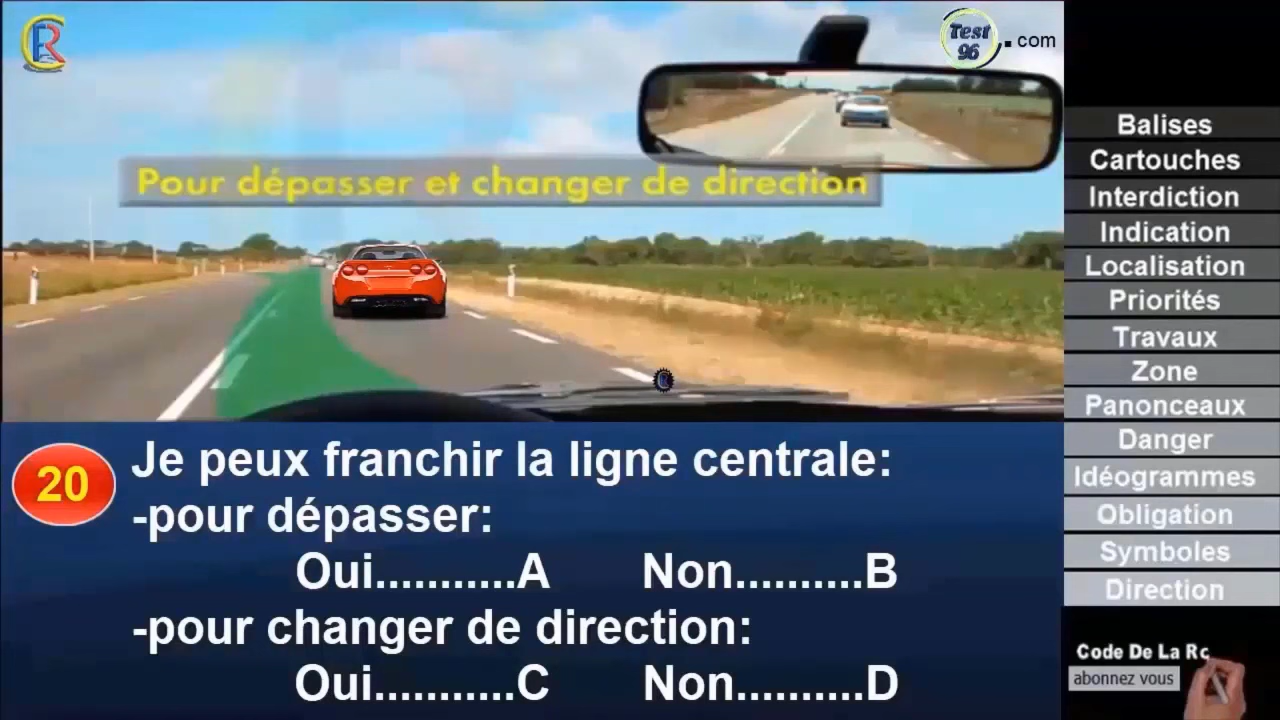 Test
96 .com
Pour dépasser et changer de direction
20
Je peux franchir la ligne centrale:
-pour dépasser:
Oui...........A Non..........B
-pour changer de direction:
Oui...........C Non..........D
Balises
Cartouches
Interdiction
Indication
Localisation
Priorités
Travaux
Zone
Panonceaux
Danger
Idéogrammes
Obligation
Symboles
Direction
Code De La Rc
abonnez vous